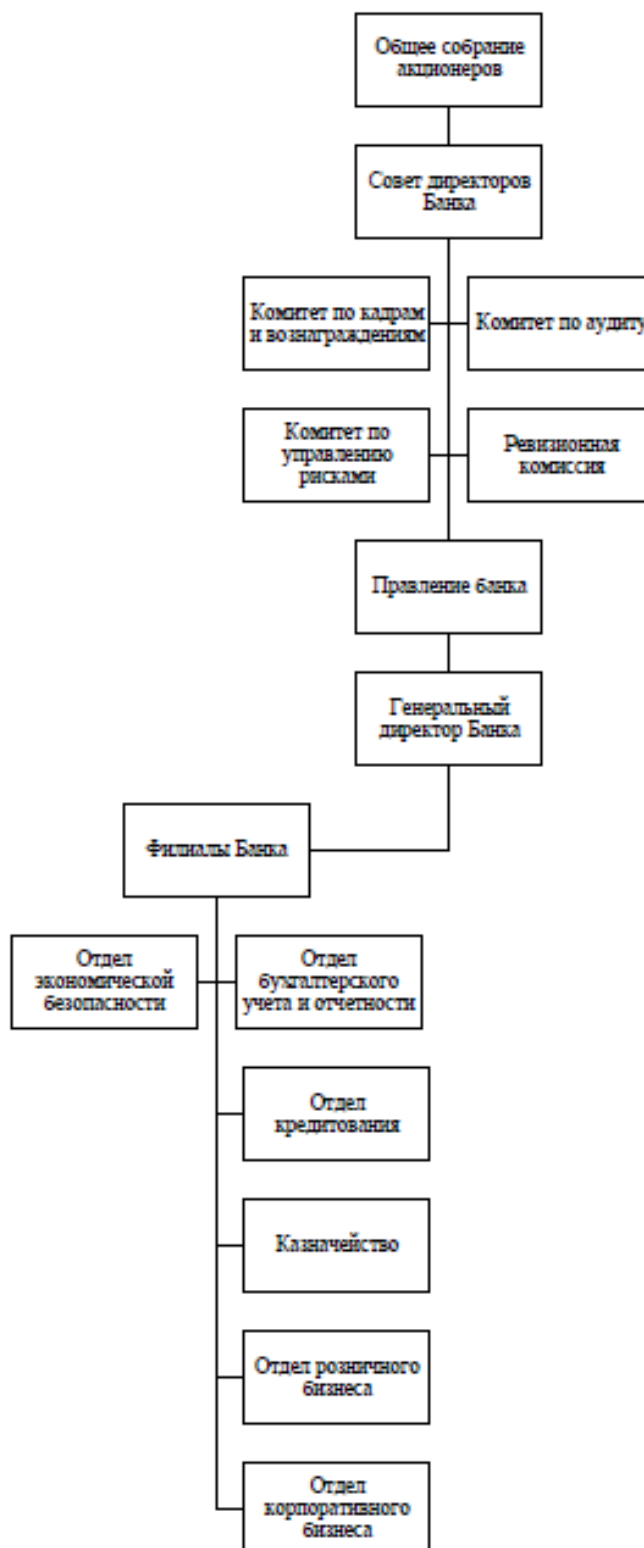 Общее собрание
акционеров
Совет директоров
Банка
Комитет по кадрам
и вознаграждениям
Комитет по аудиту
Комитет по
управлению
рисками
Ревизионная
комиссия
Правление банка
Генеральный
директор Банка
Филиалы Банка
Отдел
экономической
безопасности
Отдел
бухгалтерского
учета и отчетности
Отдел
кредитования
Казначейство
Отдел розничного
бизнеса
Отдел
корпоративного
бизнеса